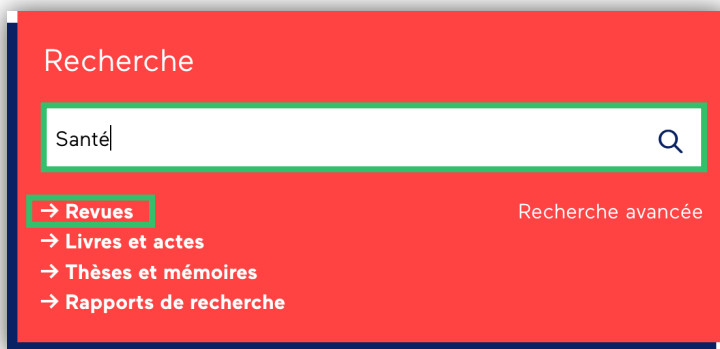 Recherche
Santé
→ Revues
Recherche avancée
→ Livres et actes
→ Thèses et mémoires
→ Rapports de recherche